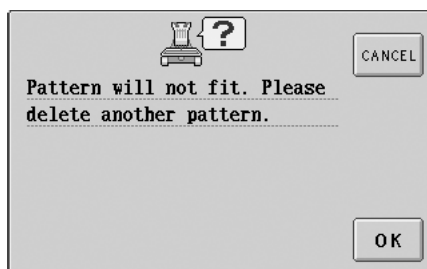 ?
CANCEL
Pattern will not fit. Please
delete another pattern.
OK